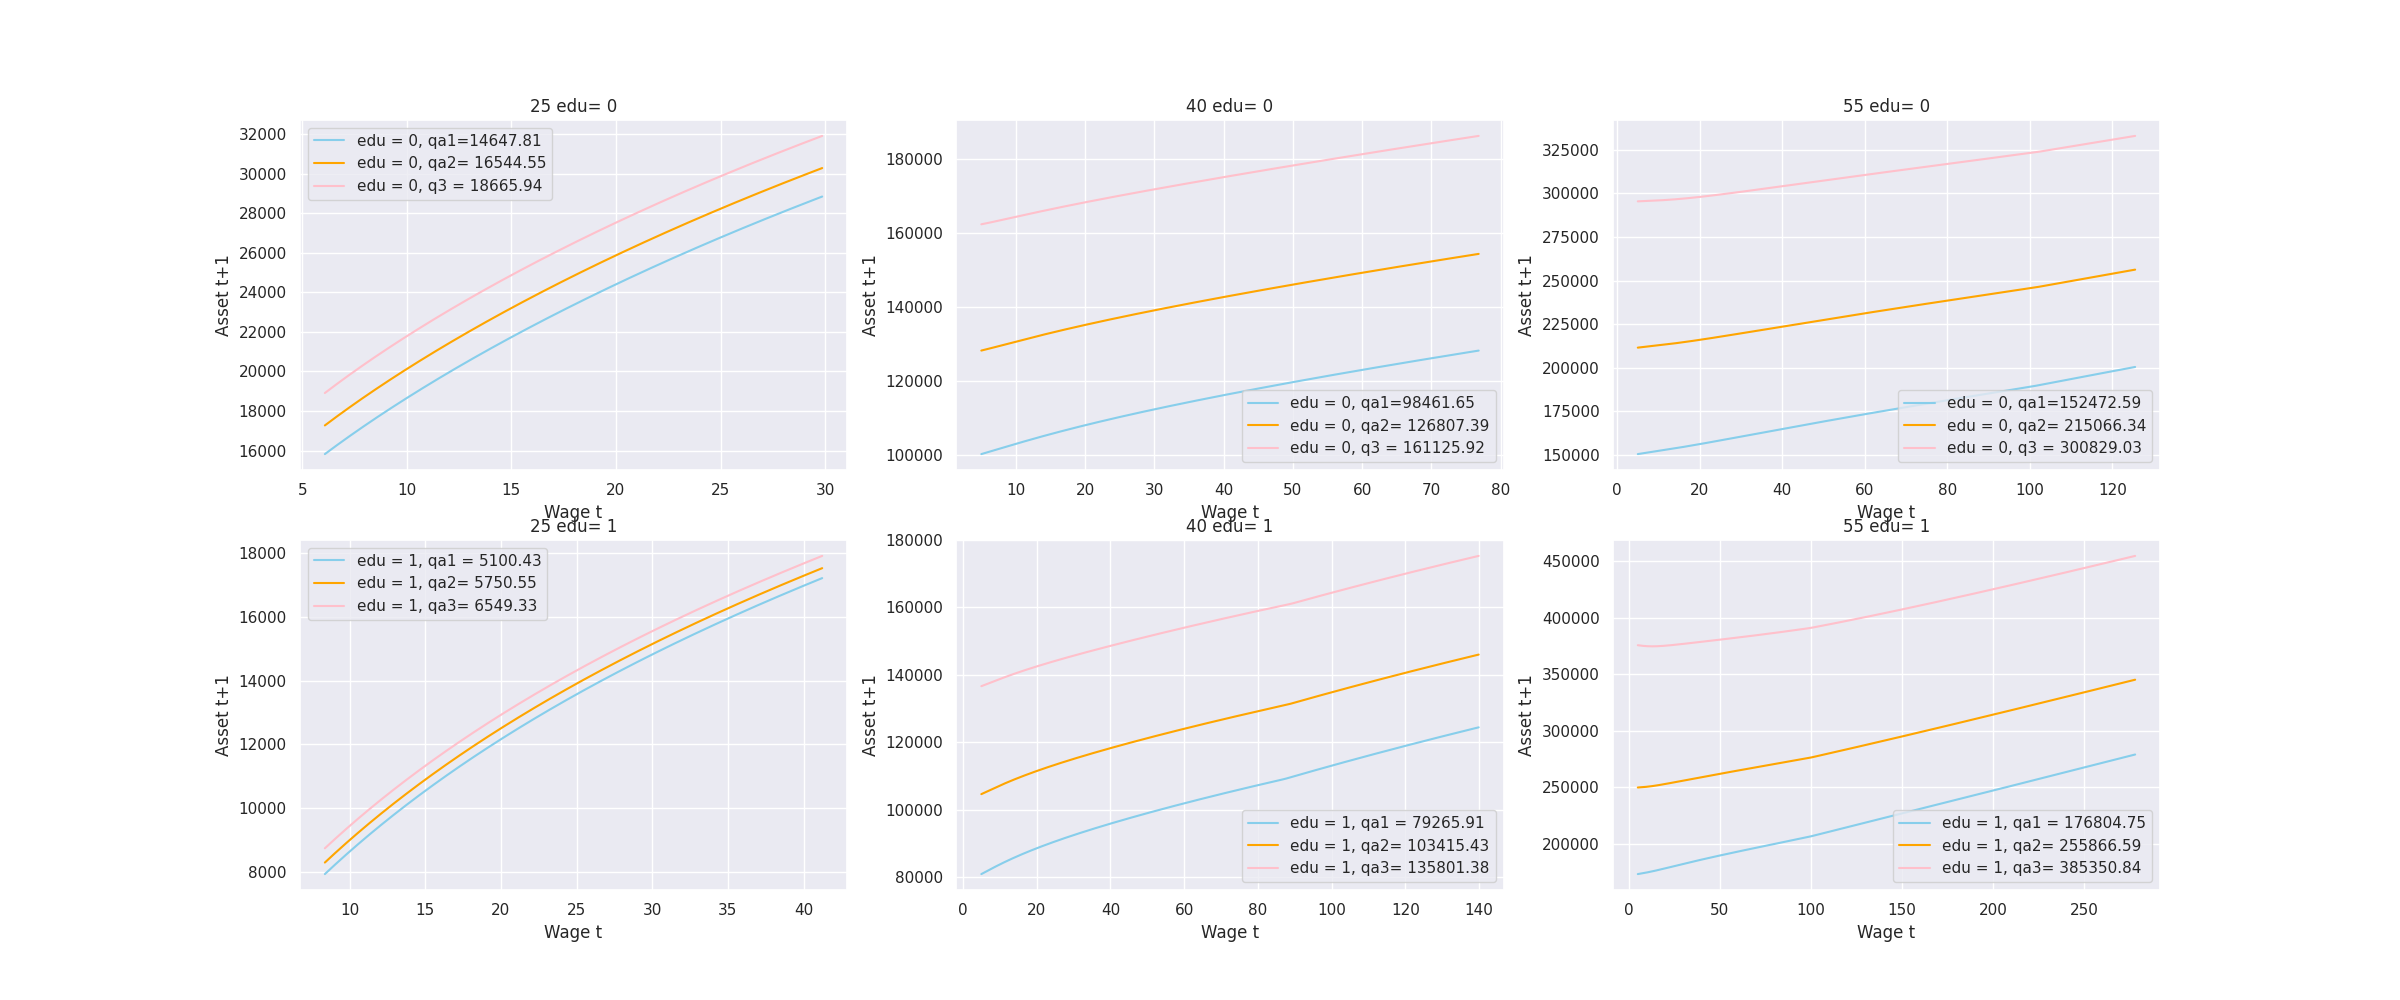 25 edu= 0
32000
30000
28000
26000
24000
22000
20000
18000
16000
Asset t+1
edu = 0, qa1=14647.81
edu = 0, qa2= 16544.55
edu = 0, q3 = 18665.94
5 10 15 20 25 30
Wage t
40 edu= 0
180000
160000
140000
120000
100000
Asset t+1
edu = 0, qa1=98461.65
edu = 0, qa2= 126807.39
edu = 0, q3 = 161125.92
10 20 30 40 50 60 70 80
Wage t
55 edu= 0
325000
300000
275000
250000
225000
200000
175000
150000
Asset t+1
edu = 0, qa1=152472.59
edu = 0, qa2= 215066.34
edu = 0, q3 = 300829.03
0 20 40 60 80 100 120
Wage t
25 edu= 1
18000
16000
14000
12000
10000
8000
Asset t+1
edu = 1, qa1 = 5100.43
edu = 1, qa2= 5750.55
edu = 1, qa3= 6549.33
10 15 20 25 30 35 40
Wage t
40 edu= 1
180000
160000
140000
120000
100000
80000
Asset t+1
edu = 1, qa1 = 79265.91
edu = 1, qa2= 103415.43
edu = 1, qa3= 135801.38
0 20 40 60 80 100 120 140
Wage t
55 edu= 1
450000
400000
350000
300000
250000
200000
Asset t+1
edu = 1, qa1 = 176804.75
edu = 1, qa2= 255866.59
edu = 1, qa3= 385350.84
0 50 100 150 200 250
Wage t